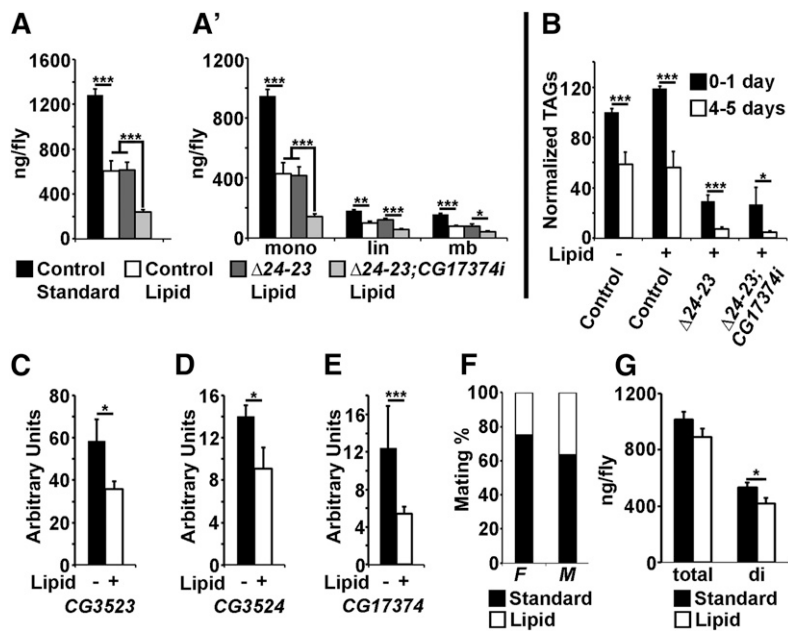 A
A'
B
ng/fly
1600
1200
800
400
0
***
***
ng/fly
1200
800
400
0
***
***
**
***
***
*
mono lin mb
Control Standard
Control Lipid
Δ24-23 Lipid
Δ24-23;CG17374i Lipid
Normalized TAGs
120
80
40
0
***
***
***
*
0-1 day
4-5 days
Lipid - + + +
Control
Control
Δ24-23
Δ24-23;
CG17374i
C
D
E
F
G
Arbitrary Units
80
60
40
20
0
*
Lipid - +
CG3523
Arbitrary Units
16
12
8
4
0
*
Lipid - +
CG3524
Arbitrary Units
12
9
6
3
0
***
Lipid - +
CG17374
Mating %
100
80
60
40
20
0
F M
Standard
Lipid
ng/fly
1200
800
400
0
*
total di
Standard
Lipid